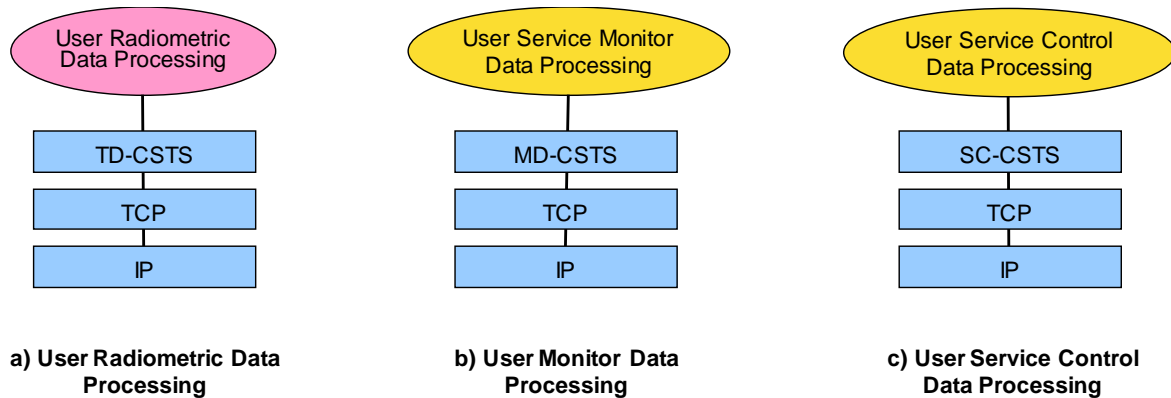 User Radiometric
Data Processing
TD-CSTS
TCP
IP
a) User Radiometric Data
Processing
User Service Monitor
Data Processing
MD-CSTS
TCP
IP
b) User Monitor Data
Processing
User Service Control
Data Processing
SC-CSTS
TCP
IP
c) User Service Control
Data Processing